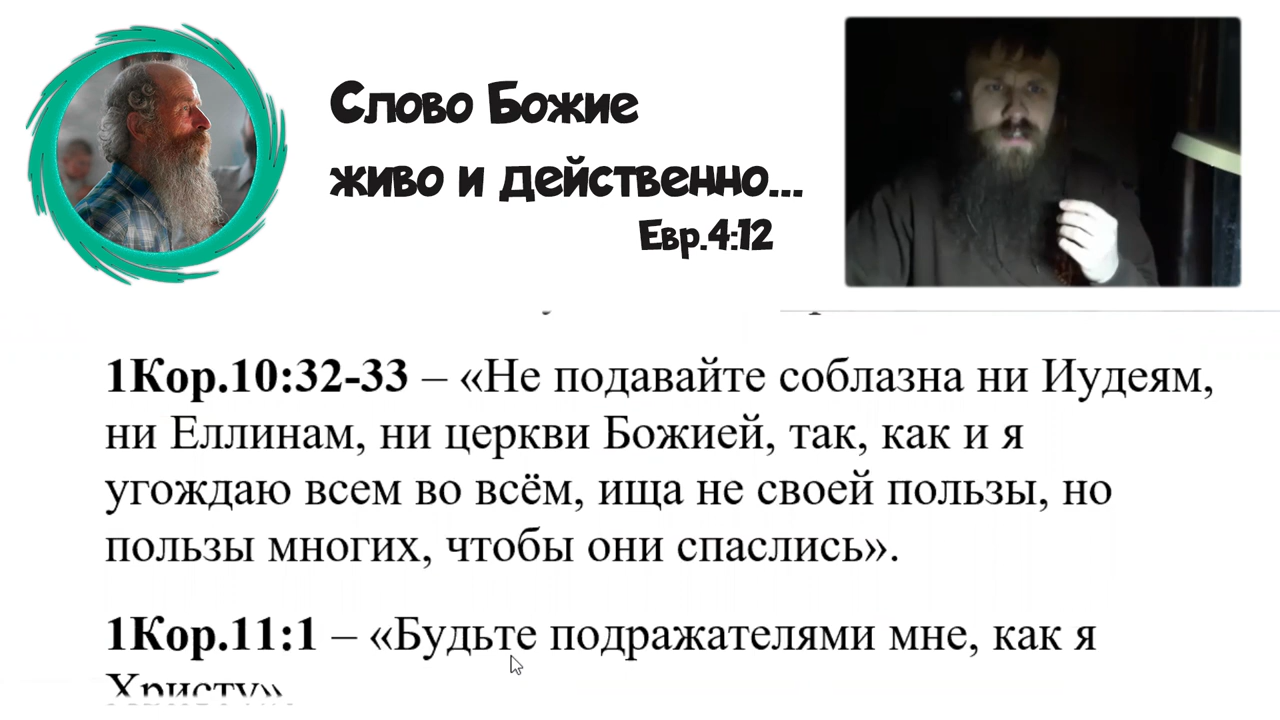 Слово Божие
живо и действенно...
Евр.4:12
1Кор.10:32-33 – «Не подавайте соблазна ни Иудеям,
ни Еллинам, ни церкви Божией, так, как и я
угождаю всем во всём, ища не своей пользы, но
пользы многих, чтобы они спаслись».
1Кор.11:1 – «Будьте подражателями мне, как я
Христу»